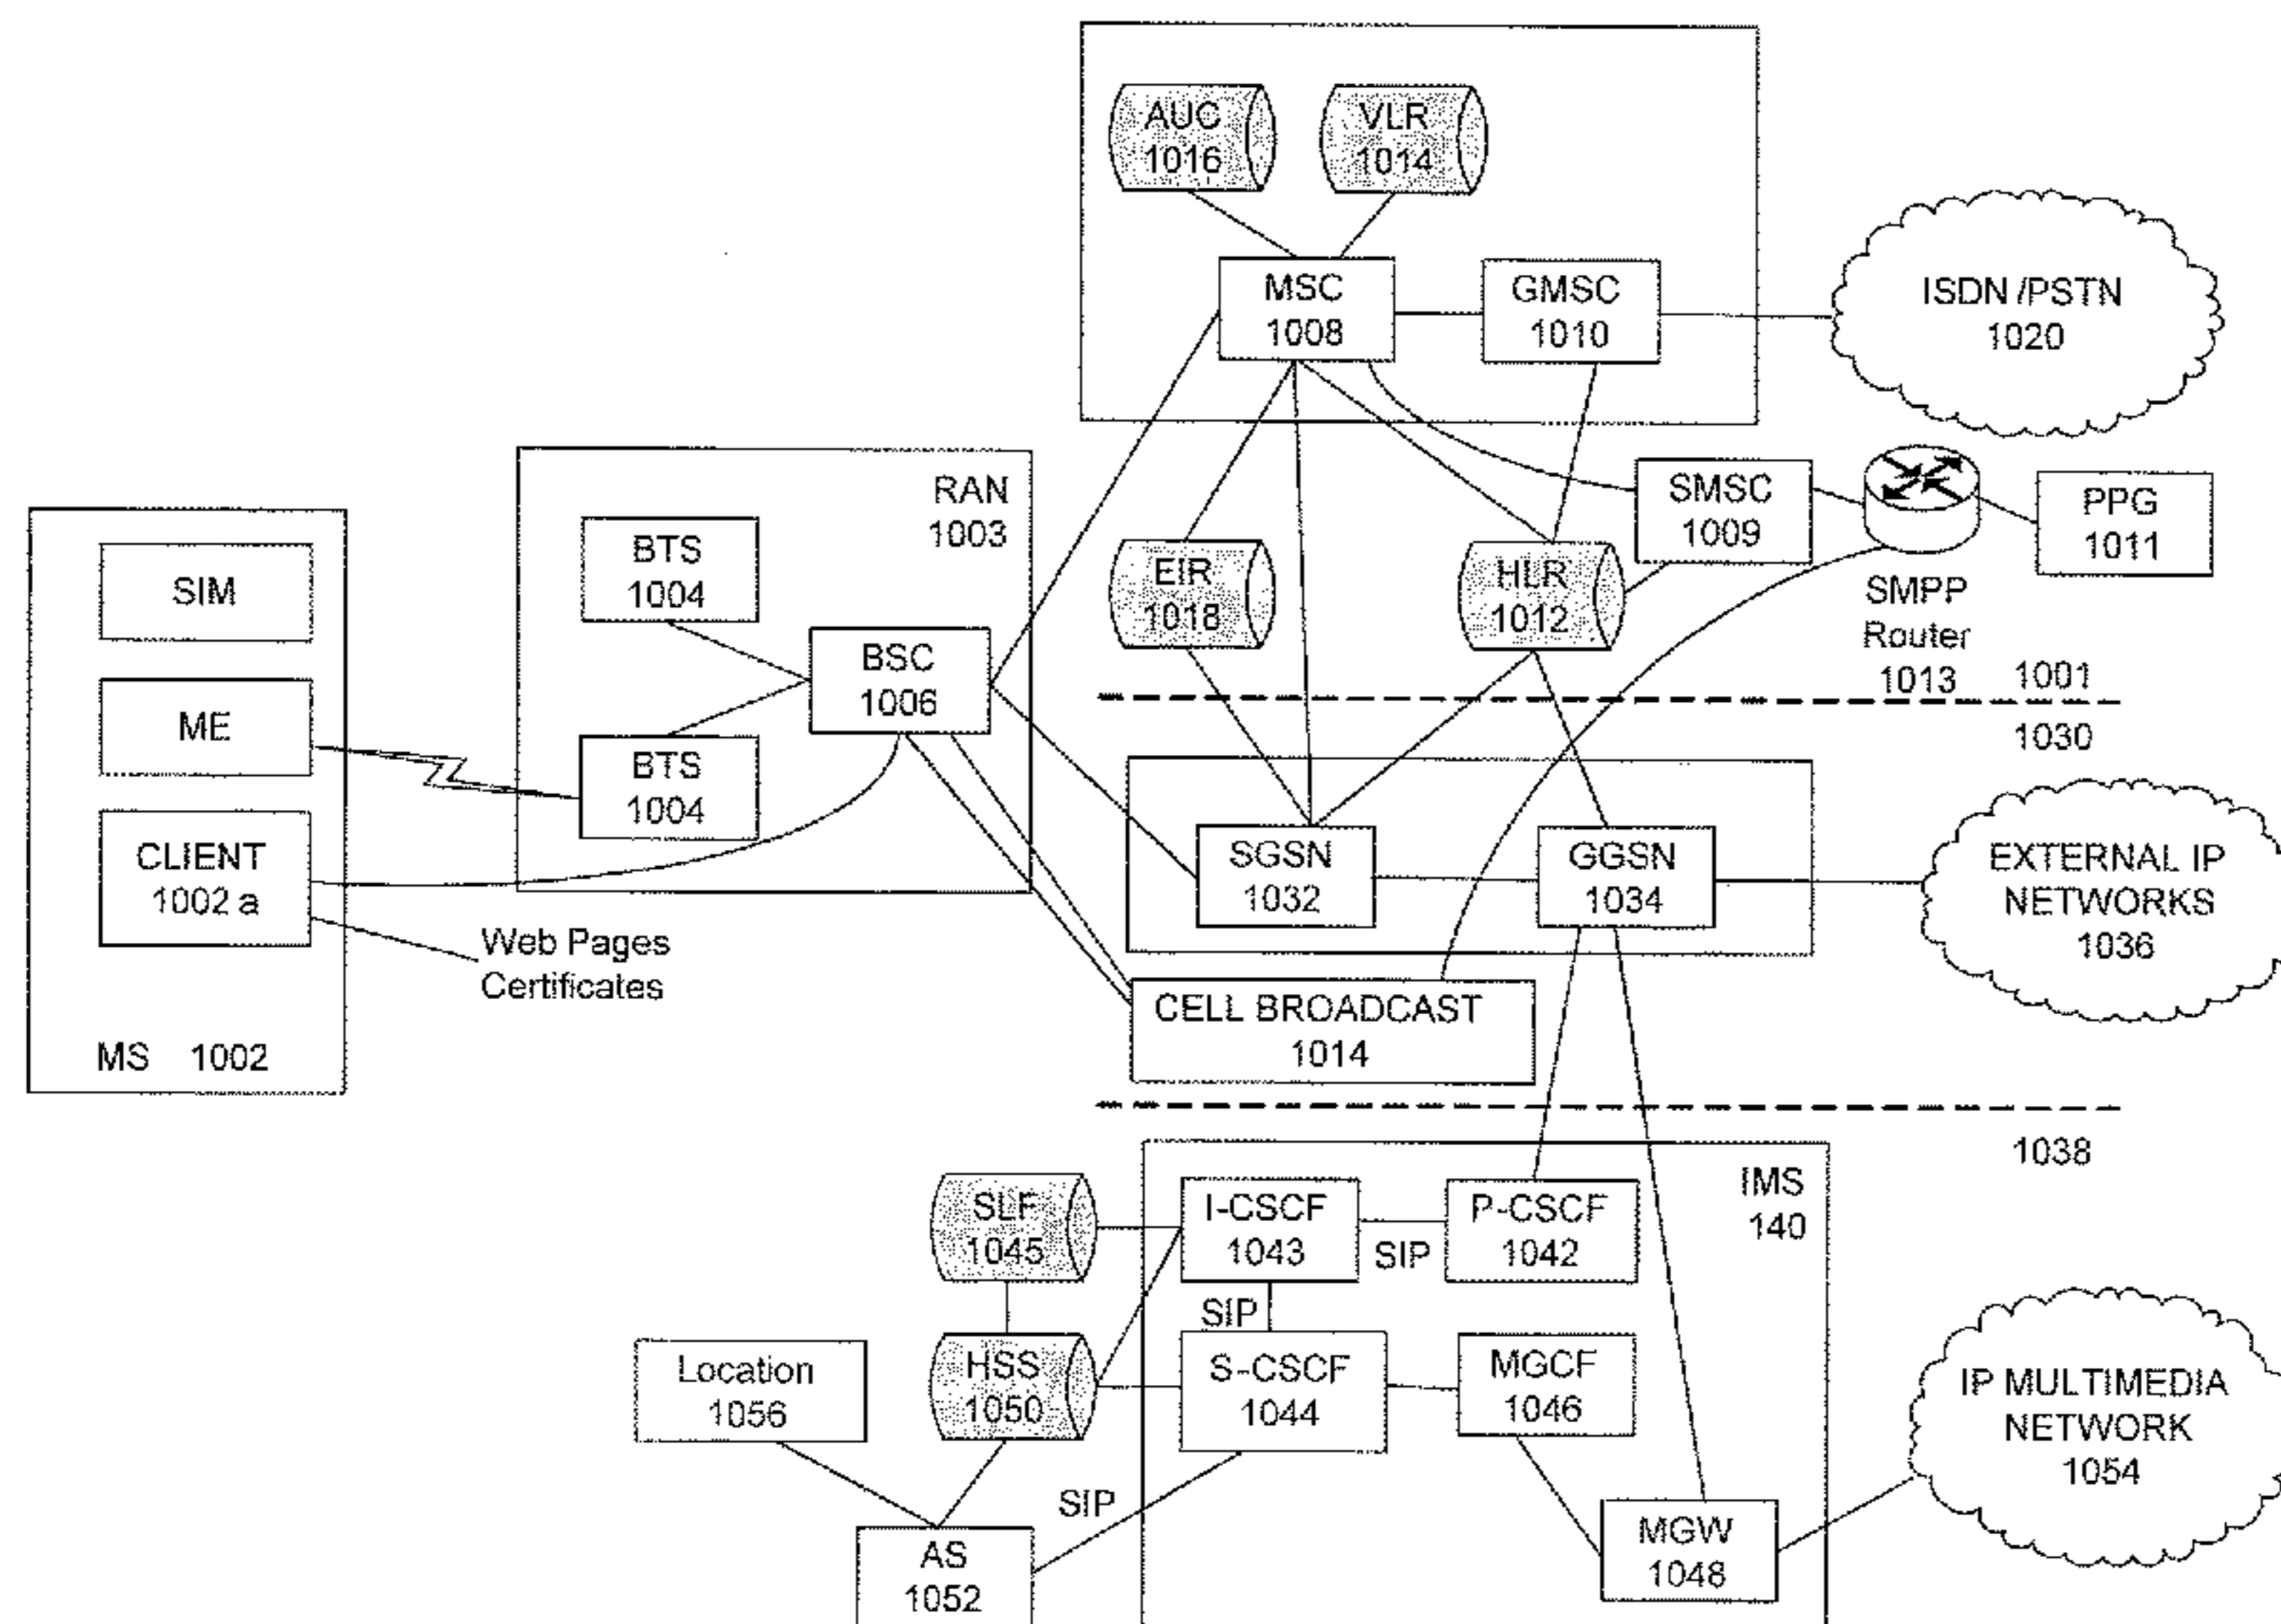 AUC
1016
VLR
1014
MSC
1008
GMSC
1010
ISDN /PSTN
1020
RAN
1003
BTS
1004
BSC
1006
BTS
1004
SIM
ME
CLIENT
1002 a
MS 1002
Web Pages
Certificates
EIR
1018
HLR
1012
SMSC
1009
SMPP
Router
1013
PPG
1011
1001
1030
SGSN
1032
GGSN
1034
EXTERNAL IP
NETWORKS
1036
CELL BROADCAST
1014
1038
IMS
140
SLF
1045
I-CSCF
1043
SIP
P-CSCF
1042
SIP
Location
1056
HSS
1050
S-CSCF
1044
MGCF
1046
IP MULTIMEDIA
NETWORK
1054
SIP
AS
1052
MGW
1048